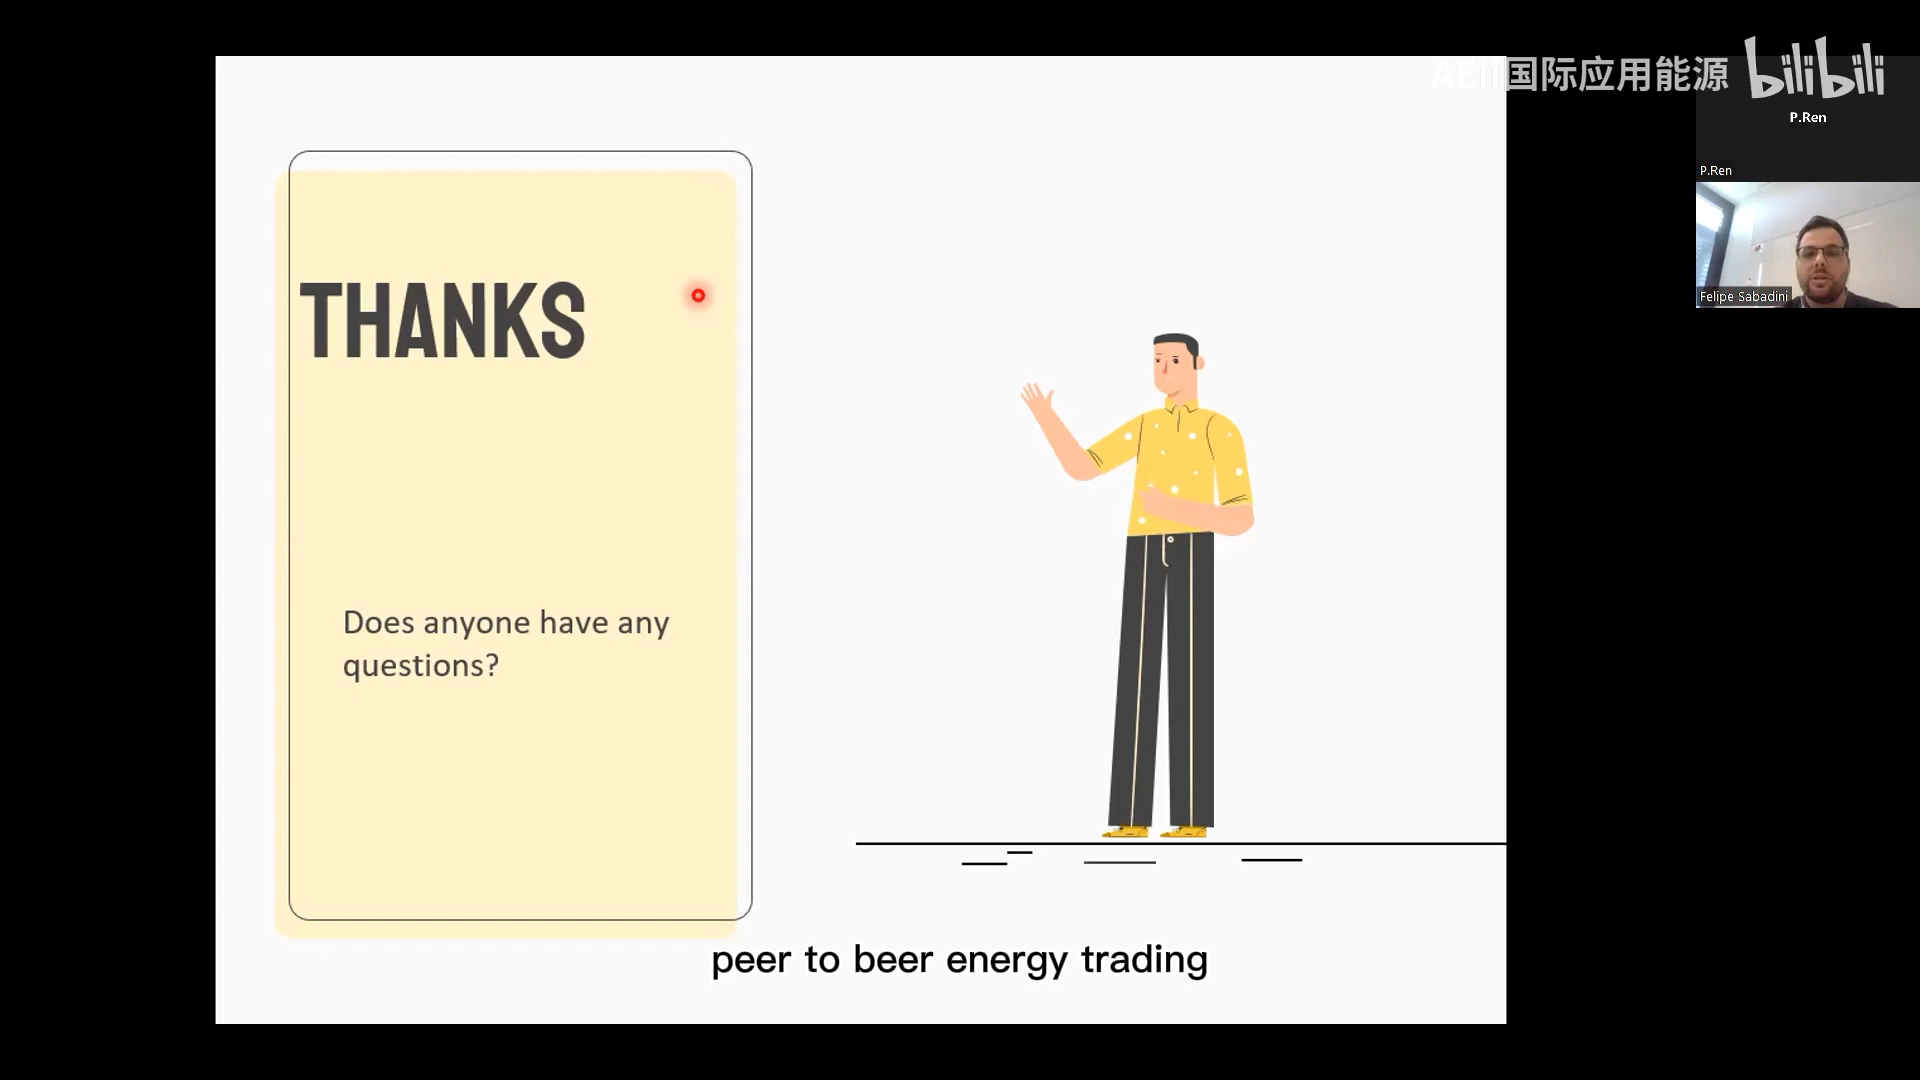 AEii国际应用能源
bilibili
P.Ren
P.Ren
Felipe Sabadini
THANKS
Does anyone have any
questions?
peer to beer energy trading